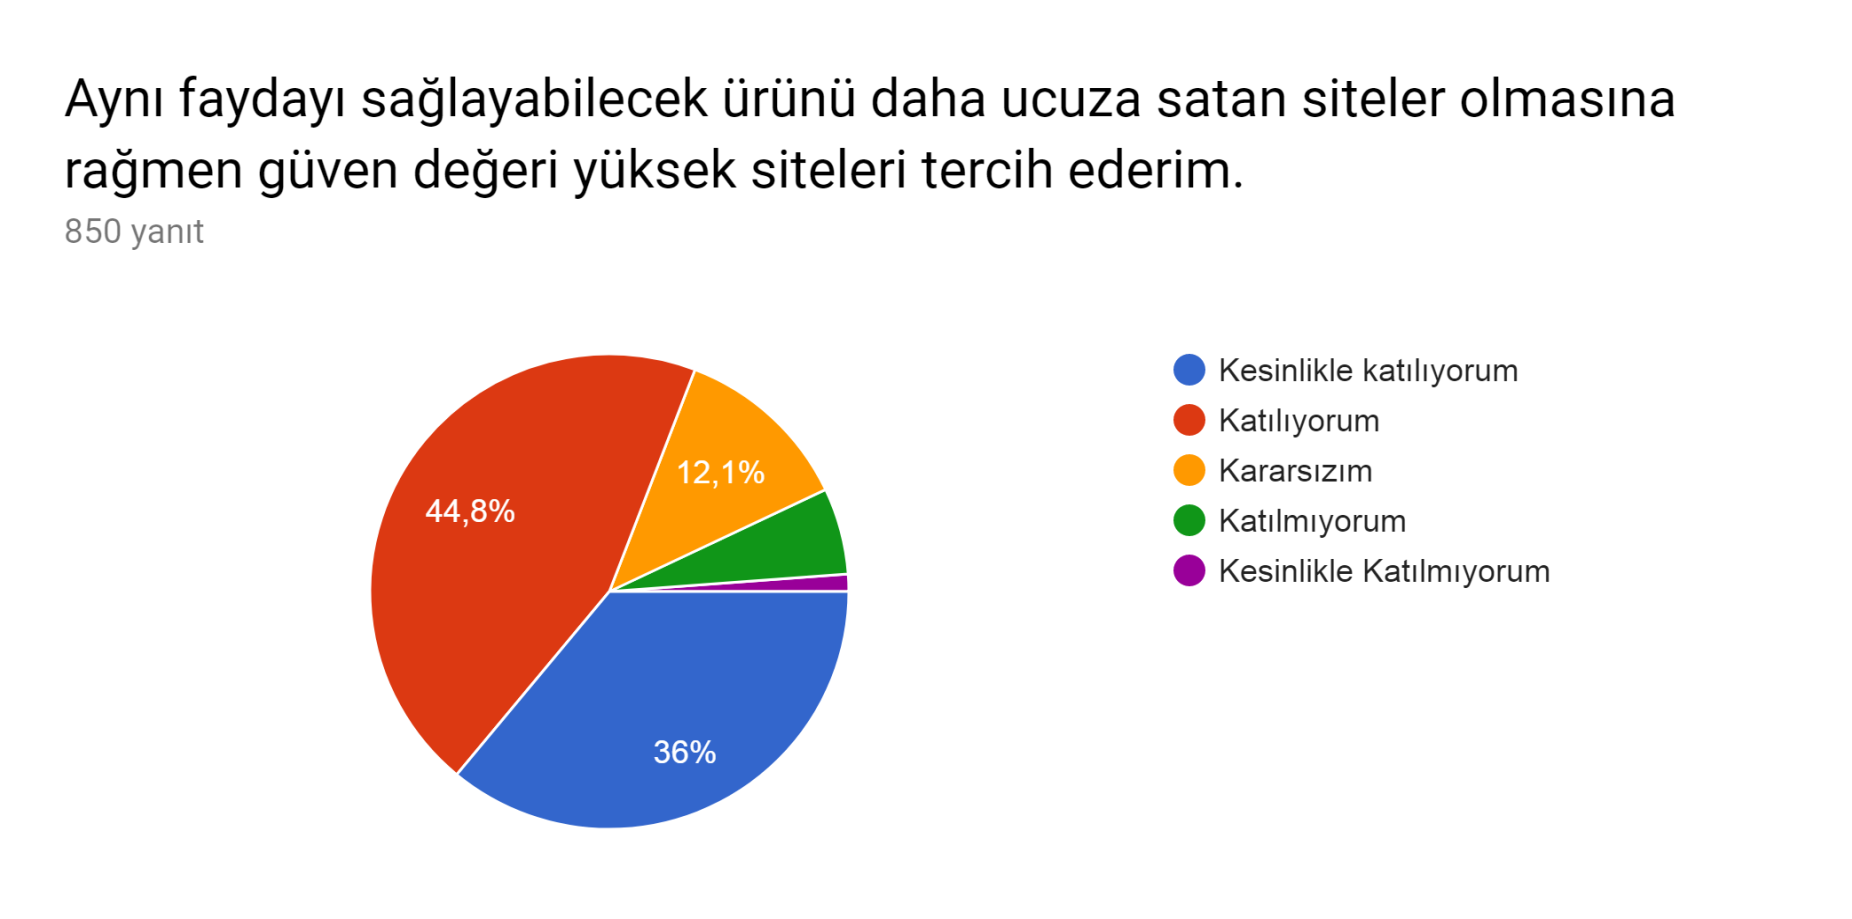 Aynı faydayı sağlayabilecek ürünü daha ucuza satan siteler olmasına
rağmen güven değeri yüksek siteleri tercih ederim.
850 yanıt
Kesinlikle katılıyorum
Katılıyorum
Kararsızım
Katılmıyorum
Kesinlikle Katılmıyorum
12,1%
44,8%
36%